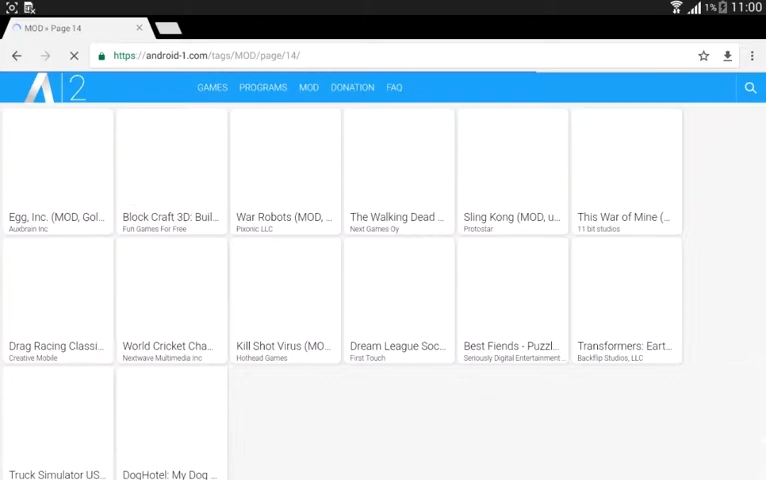 1% 11:00
MOD » Page 14
https://android-1.com/tags/MOD/page/14/
A 2 GAMES PROGRAMS MOD DONATION FAQ
Egg, Inc. (MOD, Gol... Block Craft 3D: Buil... War Robots (MOD, ... The Walking Dead ... Sling Kong (MOD, u... This War of Mine (...
Auxbrain Inc Fun Games For Free Pixonic LLC Next Games Oy Protostar 11 bit studios
Drag Racing Classi... World Cricket Cha... Kill Shot Virus (MO... Dream League Soc... Best Fiends - Puzzl... Transformers: Eart...
Creative Mobile Nextwave Multimedia Inc Hothead Games First Touch Seriously Digital Entertainment ... Backflip Studios, LLC
Truck Simulator US... DogHotel: My Dog ...